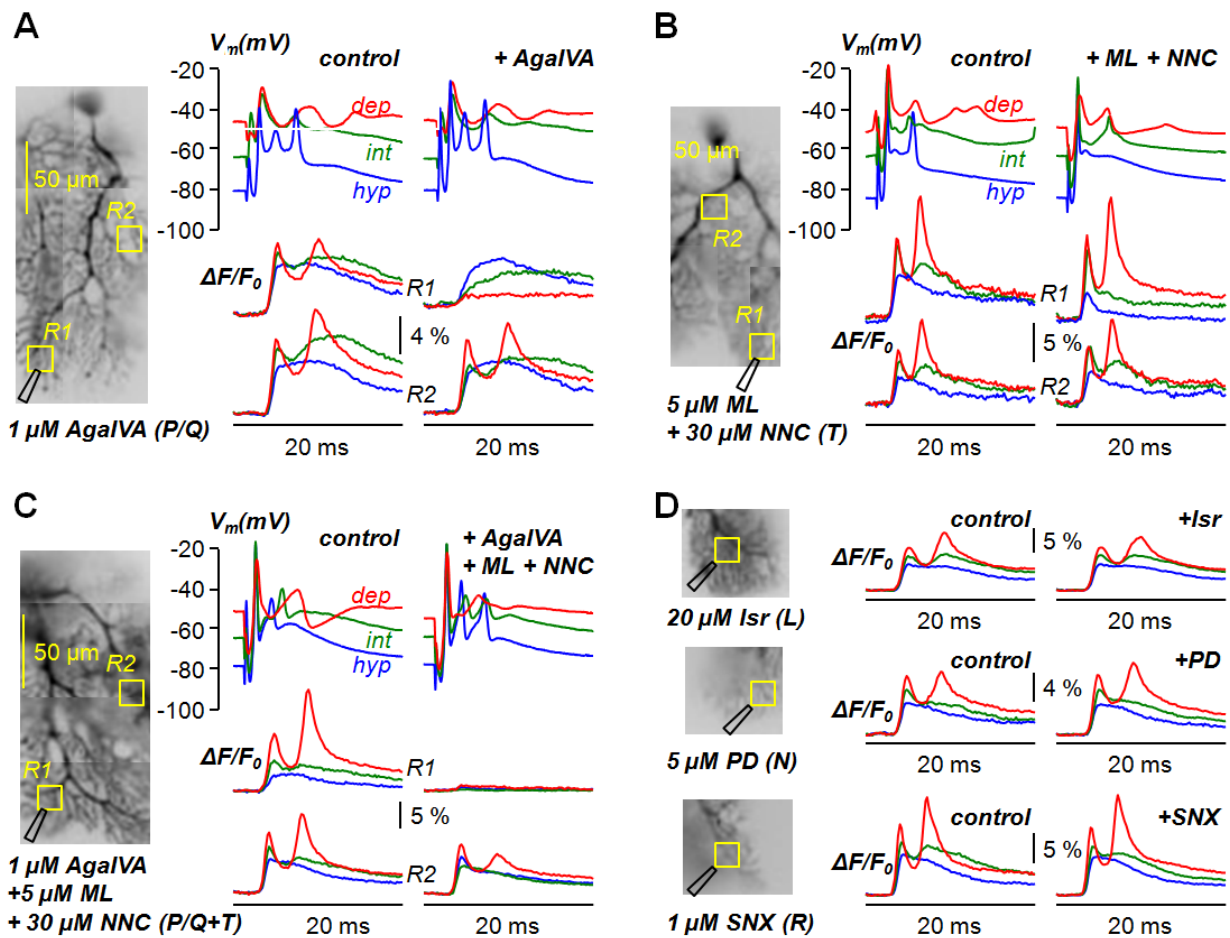 A
V_m(mV)
control
+ AgaIVA
-20
-40
-60
-80
-100
dep
int
hyp
50 µm
R2
R1
ΔF/F₀
R1
4 %
R2
1 µM AgaIVA (P/Q)
20 ms
20 ms
B
V_m(mV)
control
+ ML + NNC
-20
-40
-60
-80
-100
dep
int
hyp
50 µm
R2
R1
R1
ΔF/F₀
5 %
R2
5 µM ML
+ 30 µM NNC (T)
20 ms
20 ms
C
V_m(mV)
control
+ AgaIVA
+ ML + NNC
-20
-40
-60
-80
-100
dep
int
hyp
50 µm
R2
R1
ΔF/F₀
R1
5 %
R2
1 µM AgaIVA
+5 µM ML
+ 30 µM NNC (P/Q+T)
20 ms
20 ms
D
control
+Isr
ΔF/F₀
5 %
20 µM Isr (L)
20 ms
20 ms
control
+PD
ΔF/F₀
4 %
5 µM PD (N)
20 ms
20 ms
control
+SNX
ΔF/F₀
5 %
1 µM SNX (R)
20 ms
20 ms